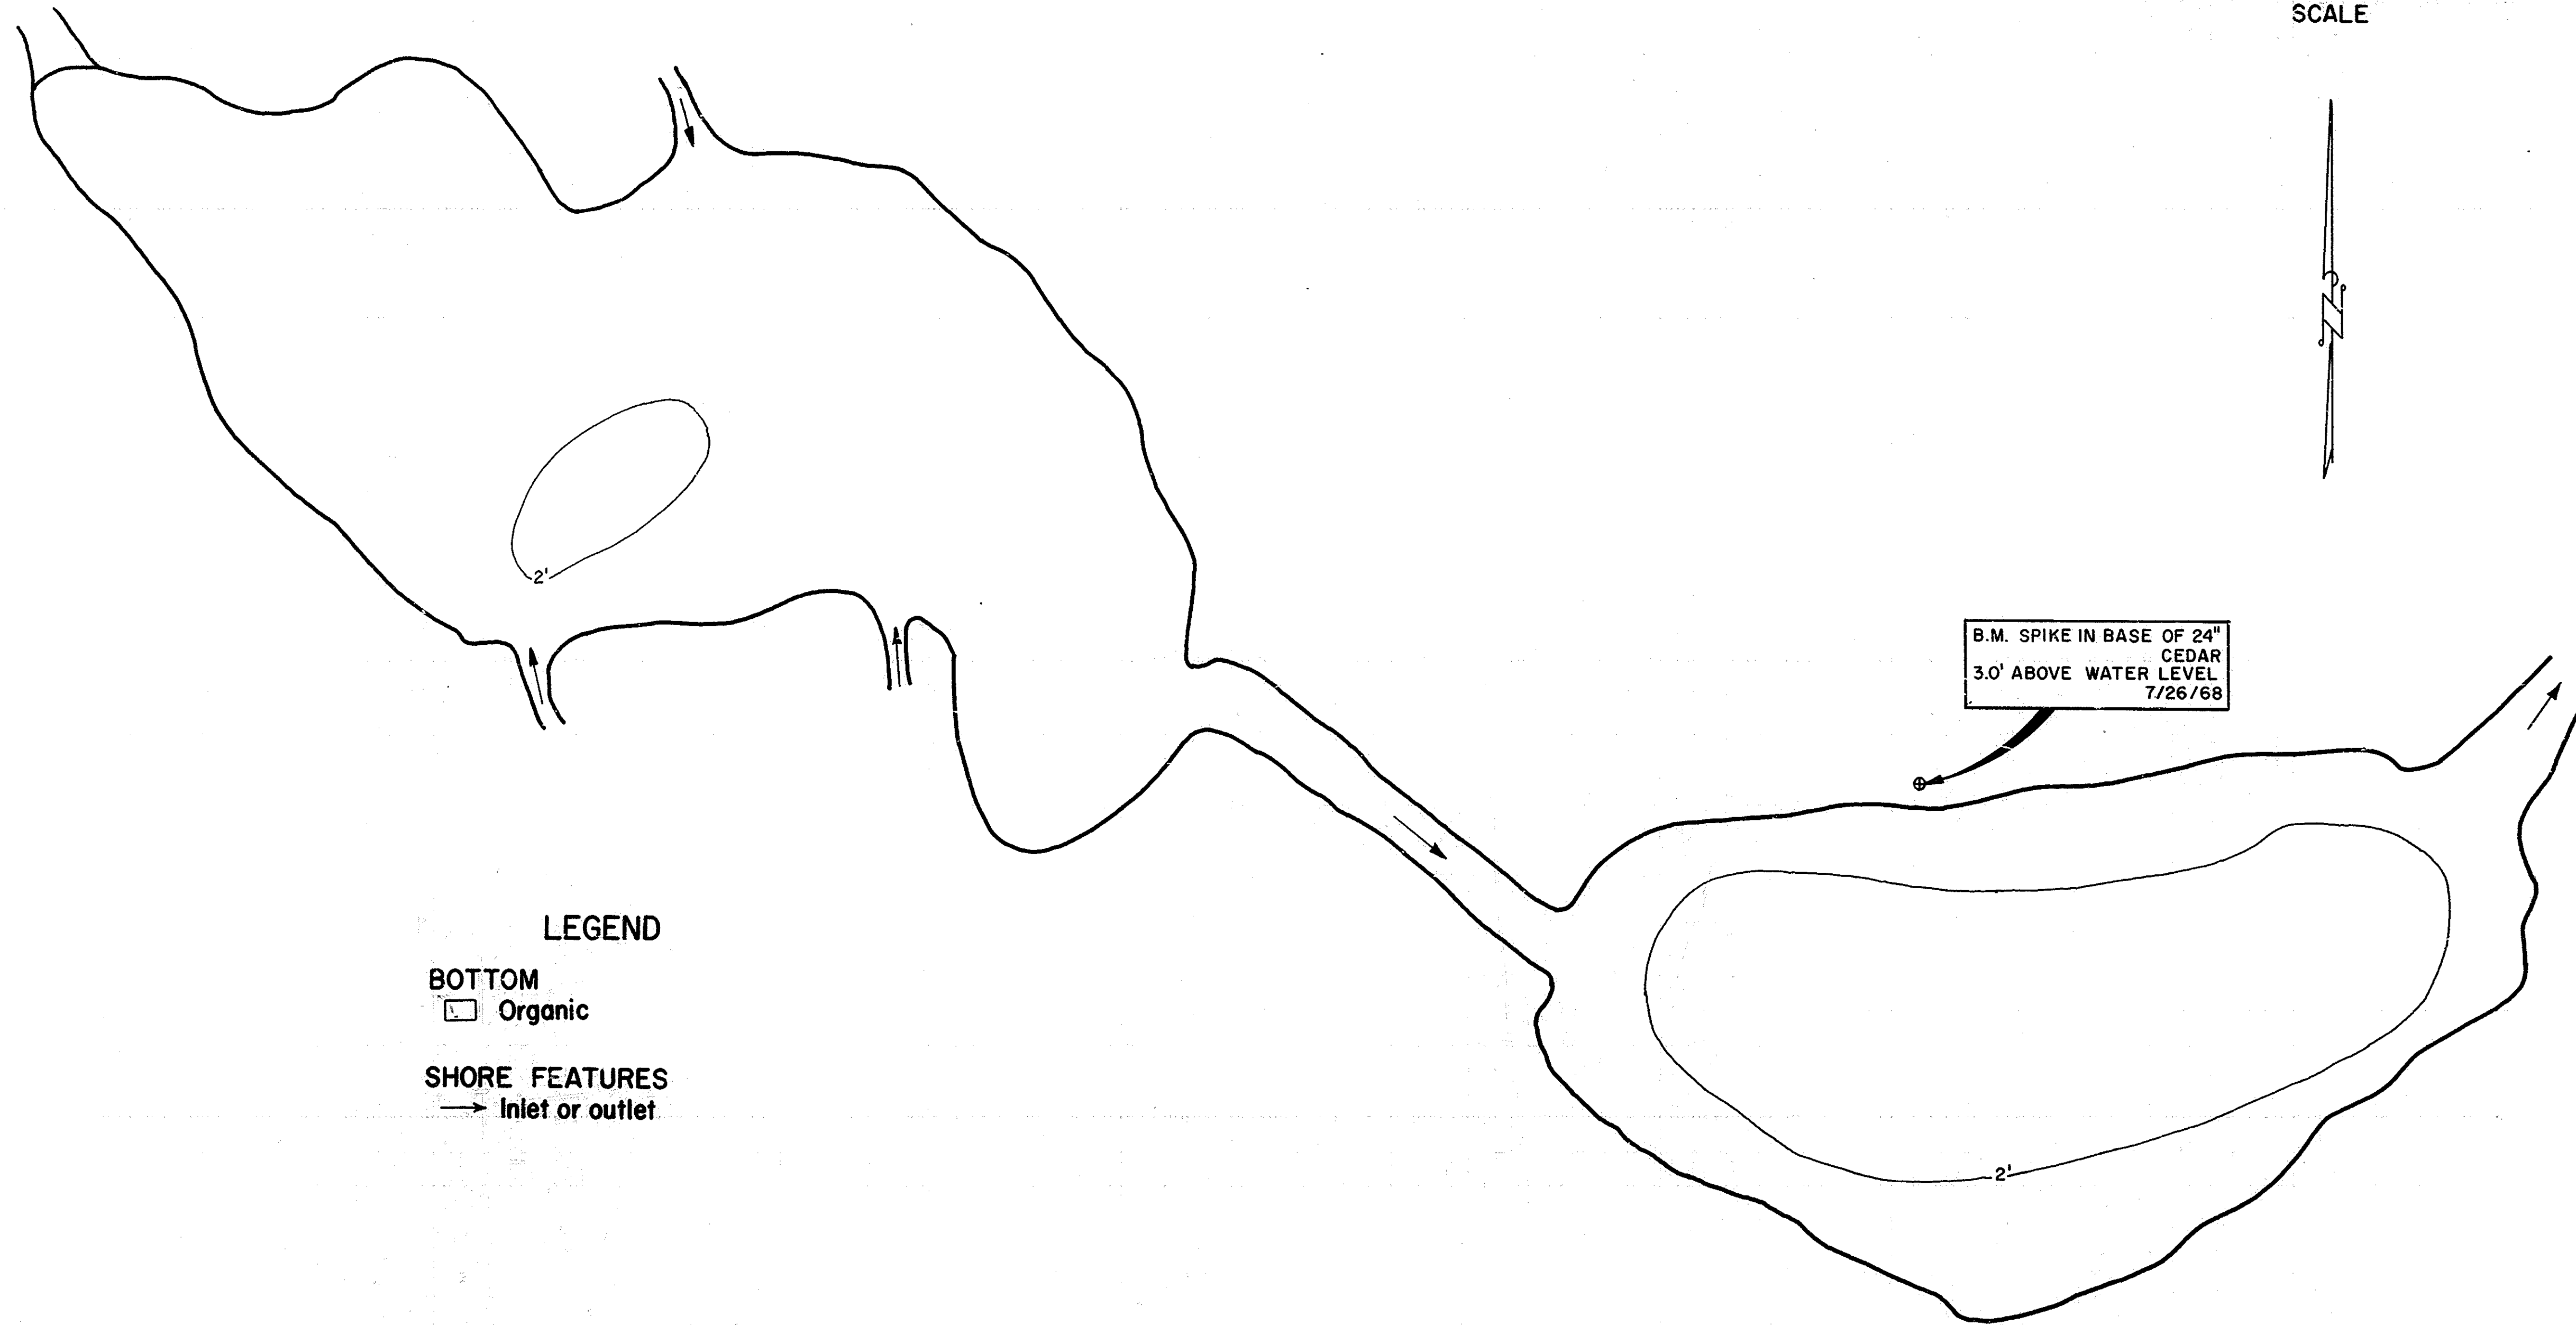 SCALE
N
2'
B.M. SPIKE IN BASE OF 24"
CEDAR
3.0' ABOVE WATER LEVEL
7/26/68
LEGEND
BOTTOM
Organic
SHORE FEATURES
Inlet or outlet
2'